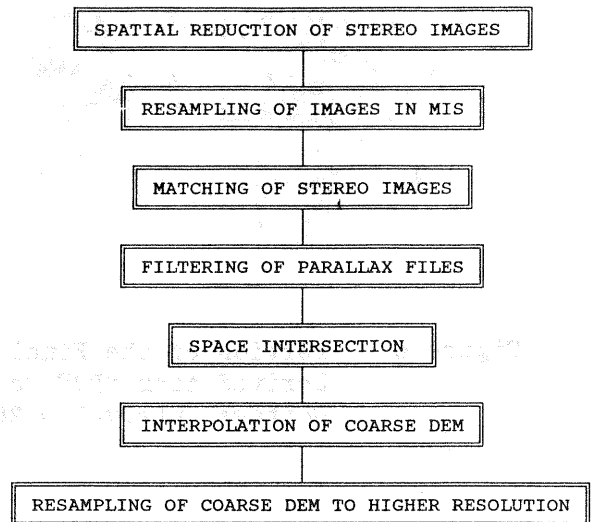 SPATIAL REDUCTION OF STEREO IMAGES
RESAMPLING OF IMAGES IN MIS
MATCHING OF STEREO IMAGES
FILTERING OF PARALLAX FILES
SPACE INTERSECTION
INTERPOLATION OF COARSE DEM
RESAMPLING OF COARSE DEM TO HIGHER RESOLUTION